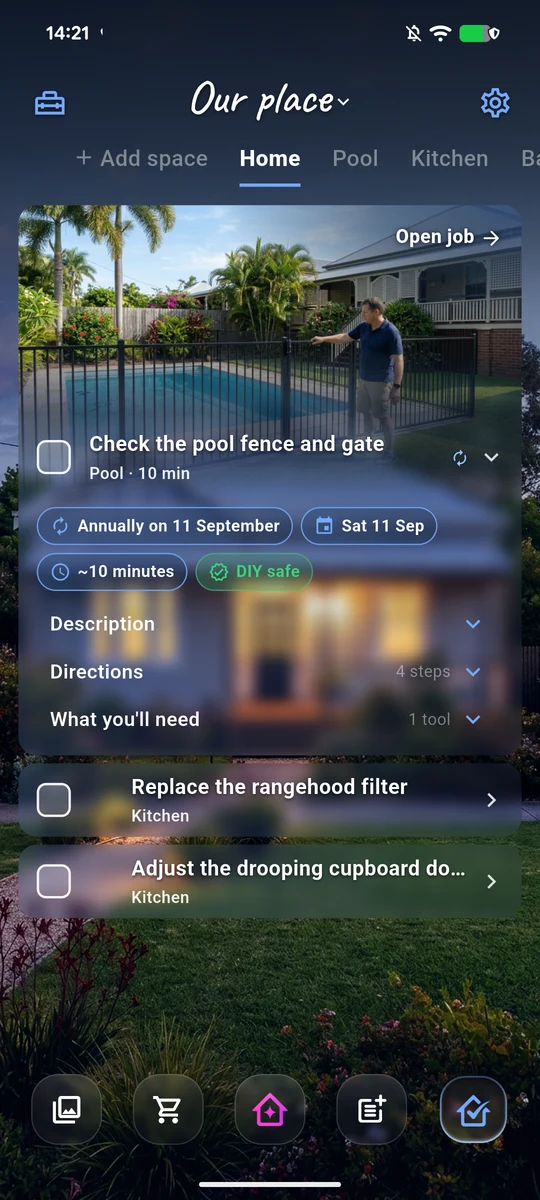 14:21
Our place
+ Add space Home Pool Kitchen Ba
Open job →
Check the pool fence and gate
Pool · 10 min
Annually on 11 September Sat 11 Sep
~10 minutes DIY safe
Description
Directions 4 steps
What you'll need 1 tool
Replace the rangehood filter
Kitchen
Adjust the drooping cupboard do...
Kitchen